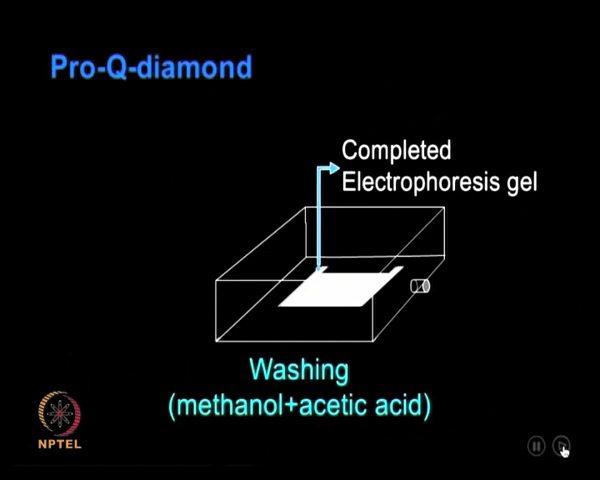 Pro-Q-diamond
Completed
Electrophoresis gel
Washing
(methanol+acetic acid)
NPTEL